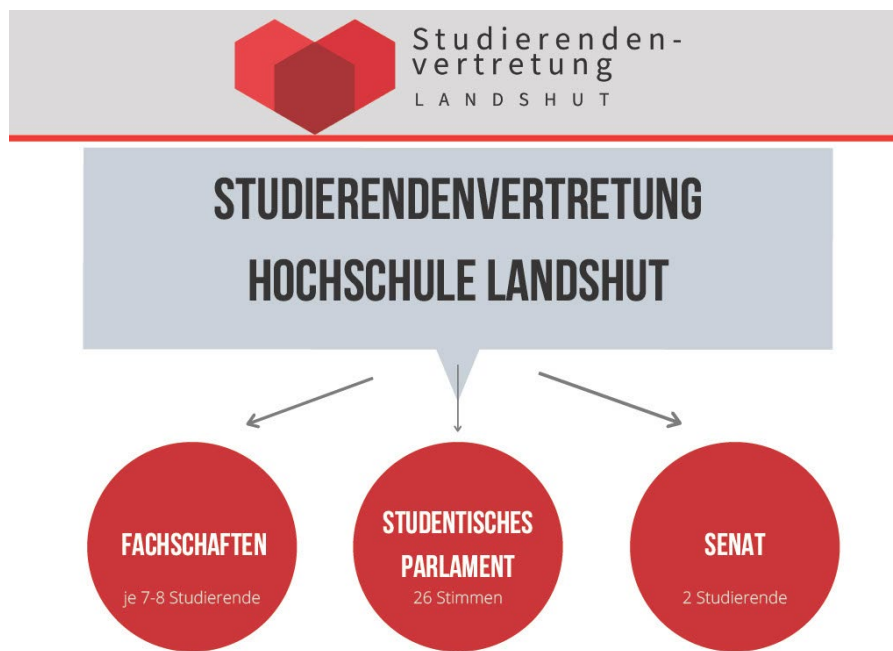 Studierenden-
vertretung
LANDSHUT
STUDIERENDENVERTRETUNG
HOCHSCHULE LANDSHUT
FACHSCHAFTEN
je 7-8 Studierende
STUDENTISCHES
PARLAMENT
26 Stimmen
SENAT
2 Studierende